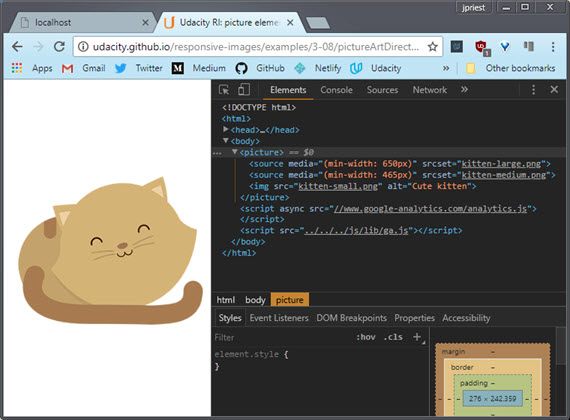 jpriest
localhost
Udacity RI: picture elem
udacity.github.io/responsive-images/examples/3-08/pictureArtDirect...
Apps Gmail Twitter Medium GitHub Netlify Udacity » Other bookmarks
Elements Console Sources Network »
<!DOCTYPE html>
<html>
<head>…</head>
<body>
<picture> == $0
<source media="(min-width: 650px)" srcset="kitten-large.png">
<source media="(min-width: 465px)" srcset="kitten-medium.png">
<img src="kitten-small.png" alt="Cute kitten">
</picture>
<script async src="//www.google-analytics.com/analytics.js">
</script>
<script src="../../../js/lib/ga.js"></script>
</body>
</html>
html body picture
Styles Event Listeners DOM Breakpoints Properties Accessibility
Filter :hov .cls +
element.style {
}
margin –
border –
padding –
– – – 276 × 242.359 – – –